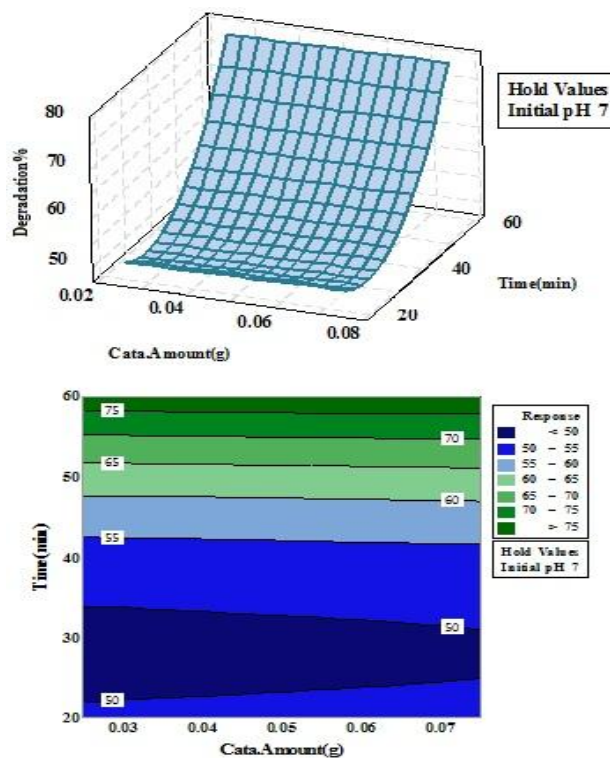 80
70
60
50
Degradation%
0.02
0.04
0.06
0.08
Cata.Amount(g)
20
40
60
Time(min)
Hold Values
Initial pH 7
60
50
40
30
20
Time(min)
75
70
65
60
55
50
50
0.03
0.04
0.05
0.06
0.07
Cata.Amount(g)
Response
< 50
50 – 55
55 – 60
60 – 65
65 – 70
70 – 75
> 75
Hold Values
Initial pH 7